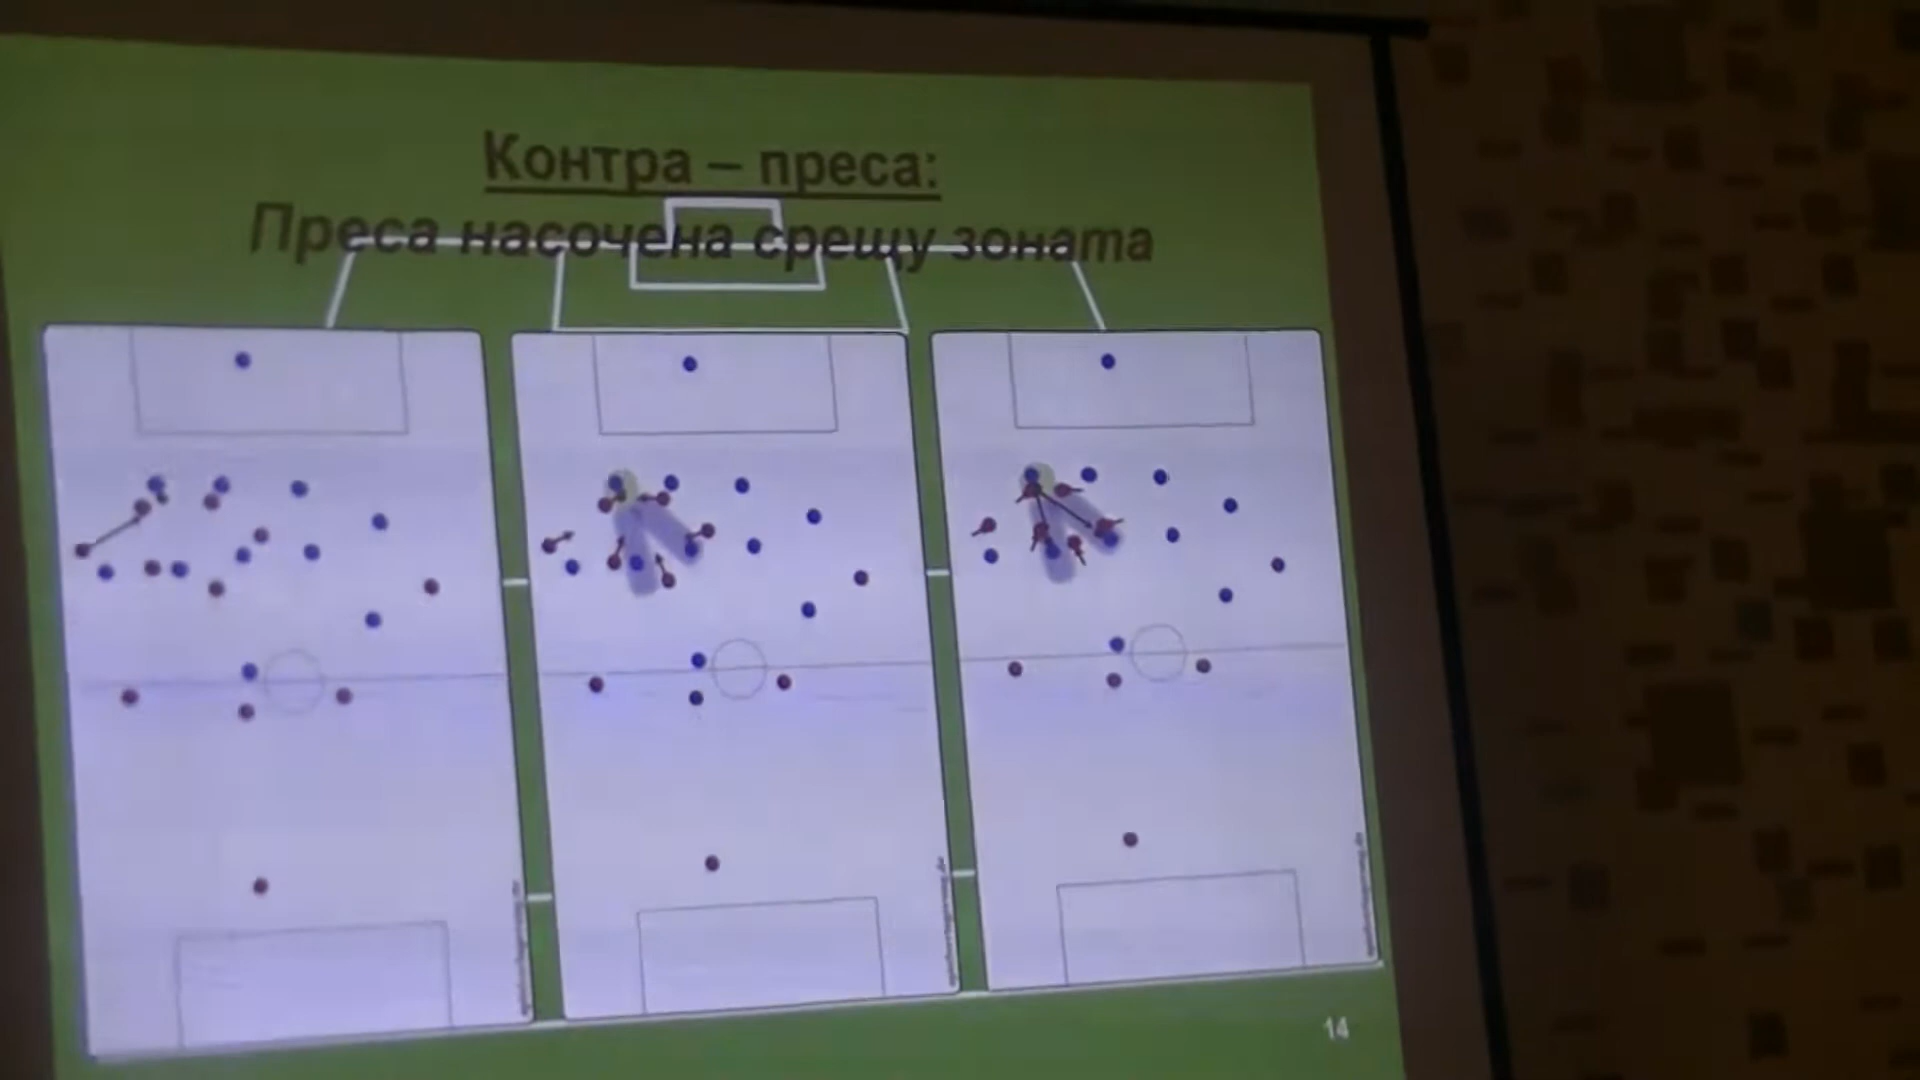 Контра – преса:
Преса насочена срещу зоната
14